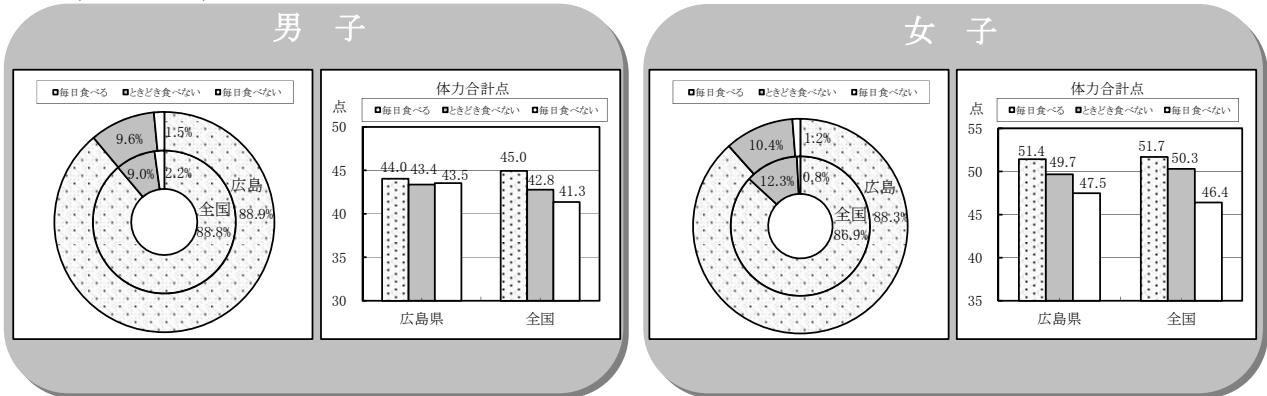 男 子
毎日食べる ときどき食べない 毎日食べない
1.5%
9.6%
2.2%
9.0%
広島
88.9%
全国
88.8%
体力合計点
点
毎日食べる ときどき食べない 毎日食べない
50
45
40
35
30
44.0 43.4 43.5
45.0 42.8 41.3
広島県 全国
女 子
毎日食べる ときどき食べない 毎日食べない
1.2%
10.4%
0.8%
12.3%
広島
88.3%
全国
86.9%
体力合計点
点
毎日食べる ときどき食べない 毎日食べない
55
50
45
40
35
51.4 49.7 47.5
51.7 50.3 46.4
広島県 全国